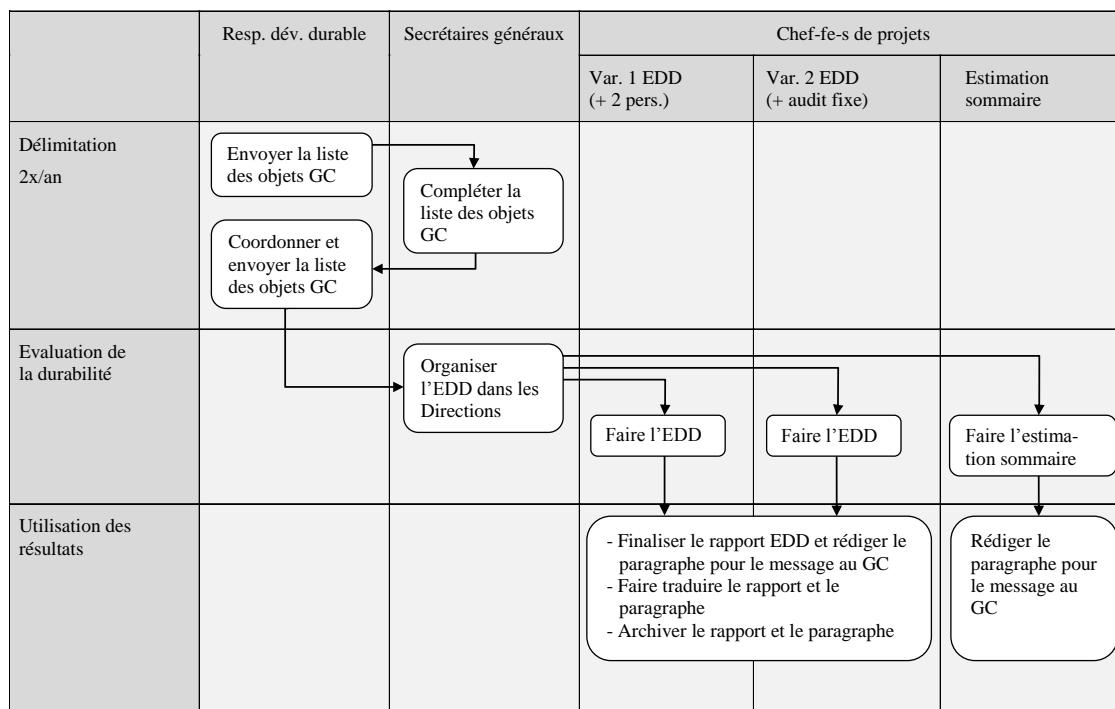 Resp. dév. durable
Secrétaires généraux
Chef-fe-s de projets
Var. 1 EDD
(+ 2 pers.)
Var. 2 EDD
(+ audit fixe)
Estimation
sommaire
Délimitation
2x/an
Envoyer la liste
des objets GC
Compléter la
liste des objets
GC
Coordonner et
envoyer la liste
des objets GC
Evaluation de
la durabilité
Organiser
l’EDD dans les
Directions
Faire l’EDD
Faire l’EDD
Faire l’estima-
tion sommaire
Utilisation des
résultats
- Finaliser le rapport EDD et rédiger le
paragraphe pour le message au GC
- Faire traduire le rapport et le
paragraphe
- Archiver le rapport et le paragraphe
Rédiger le
paragraphe pour
le message au
GC